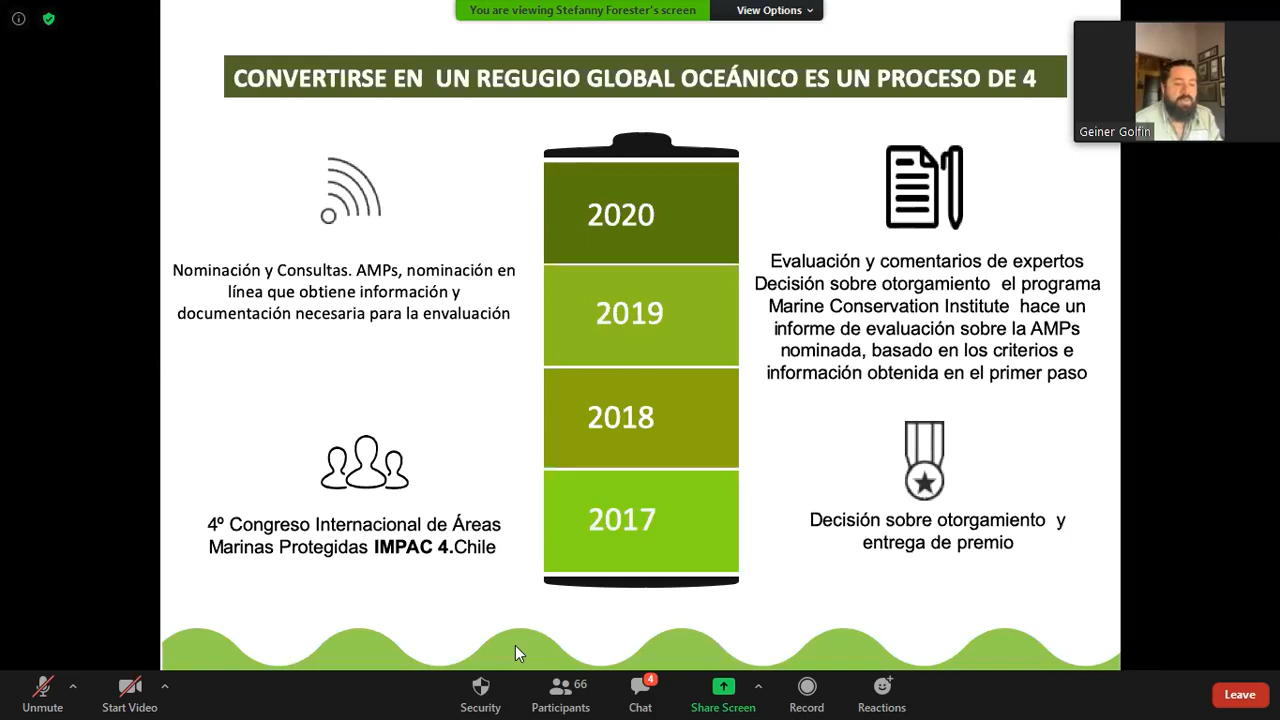 You are viewing Stefanny Forester's screen
View Options
CONVERTIRSE EN UN REGUGIO GLOBAL OCEÁNICO ES UN PROCESO DE 4
Geiner Golfin
Nominación y Consultas. AMPs, nominación en
línea que obtiene información y
documentación necesaria para la envaluación
4º Congreso Internacional de Áreas
Marinas Protegidas IMPAC 4.Chile
2020
2019
2018
2017
Evaluación y comentarios de expertos
Decisión sobre otorgamiento el programa
Marine Conservation Institute hace un
informe de evaluación sobre la AMPs
nominada, basado en los criterios e
información obtenida en el primer paso
Decisión sobre otorgamiento y
entrega de premio
Unmute
Start Video
Security
66
Participants
4
Chat
Share Screen
Record
Reactions
Leave